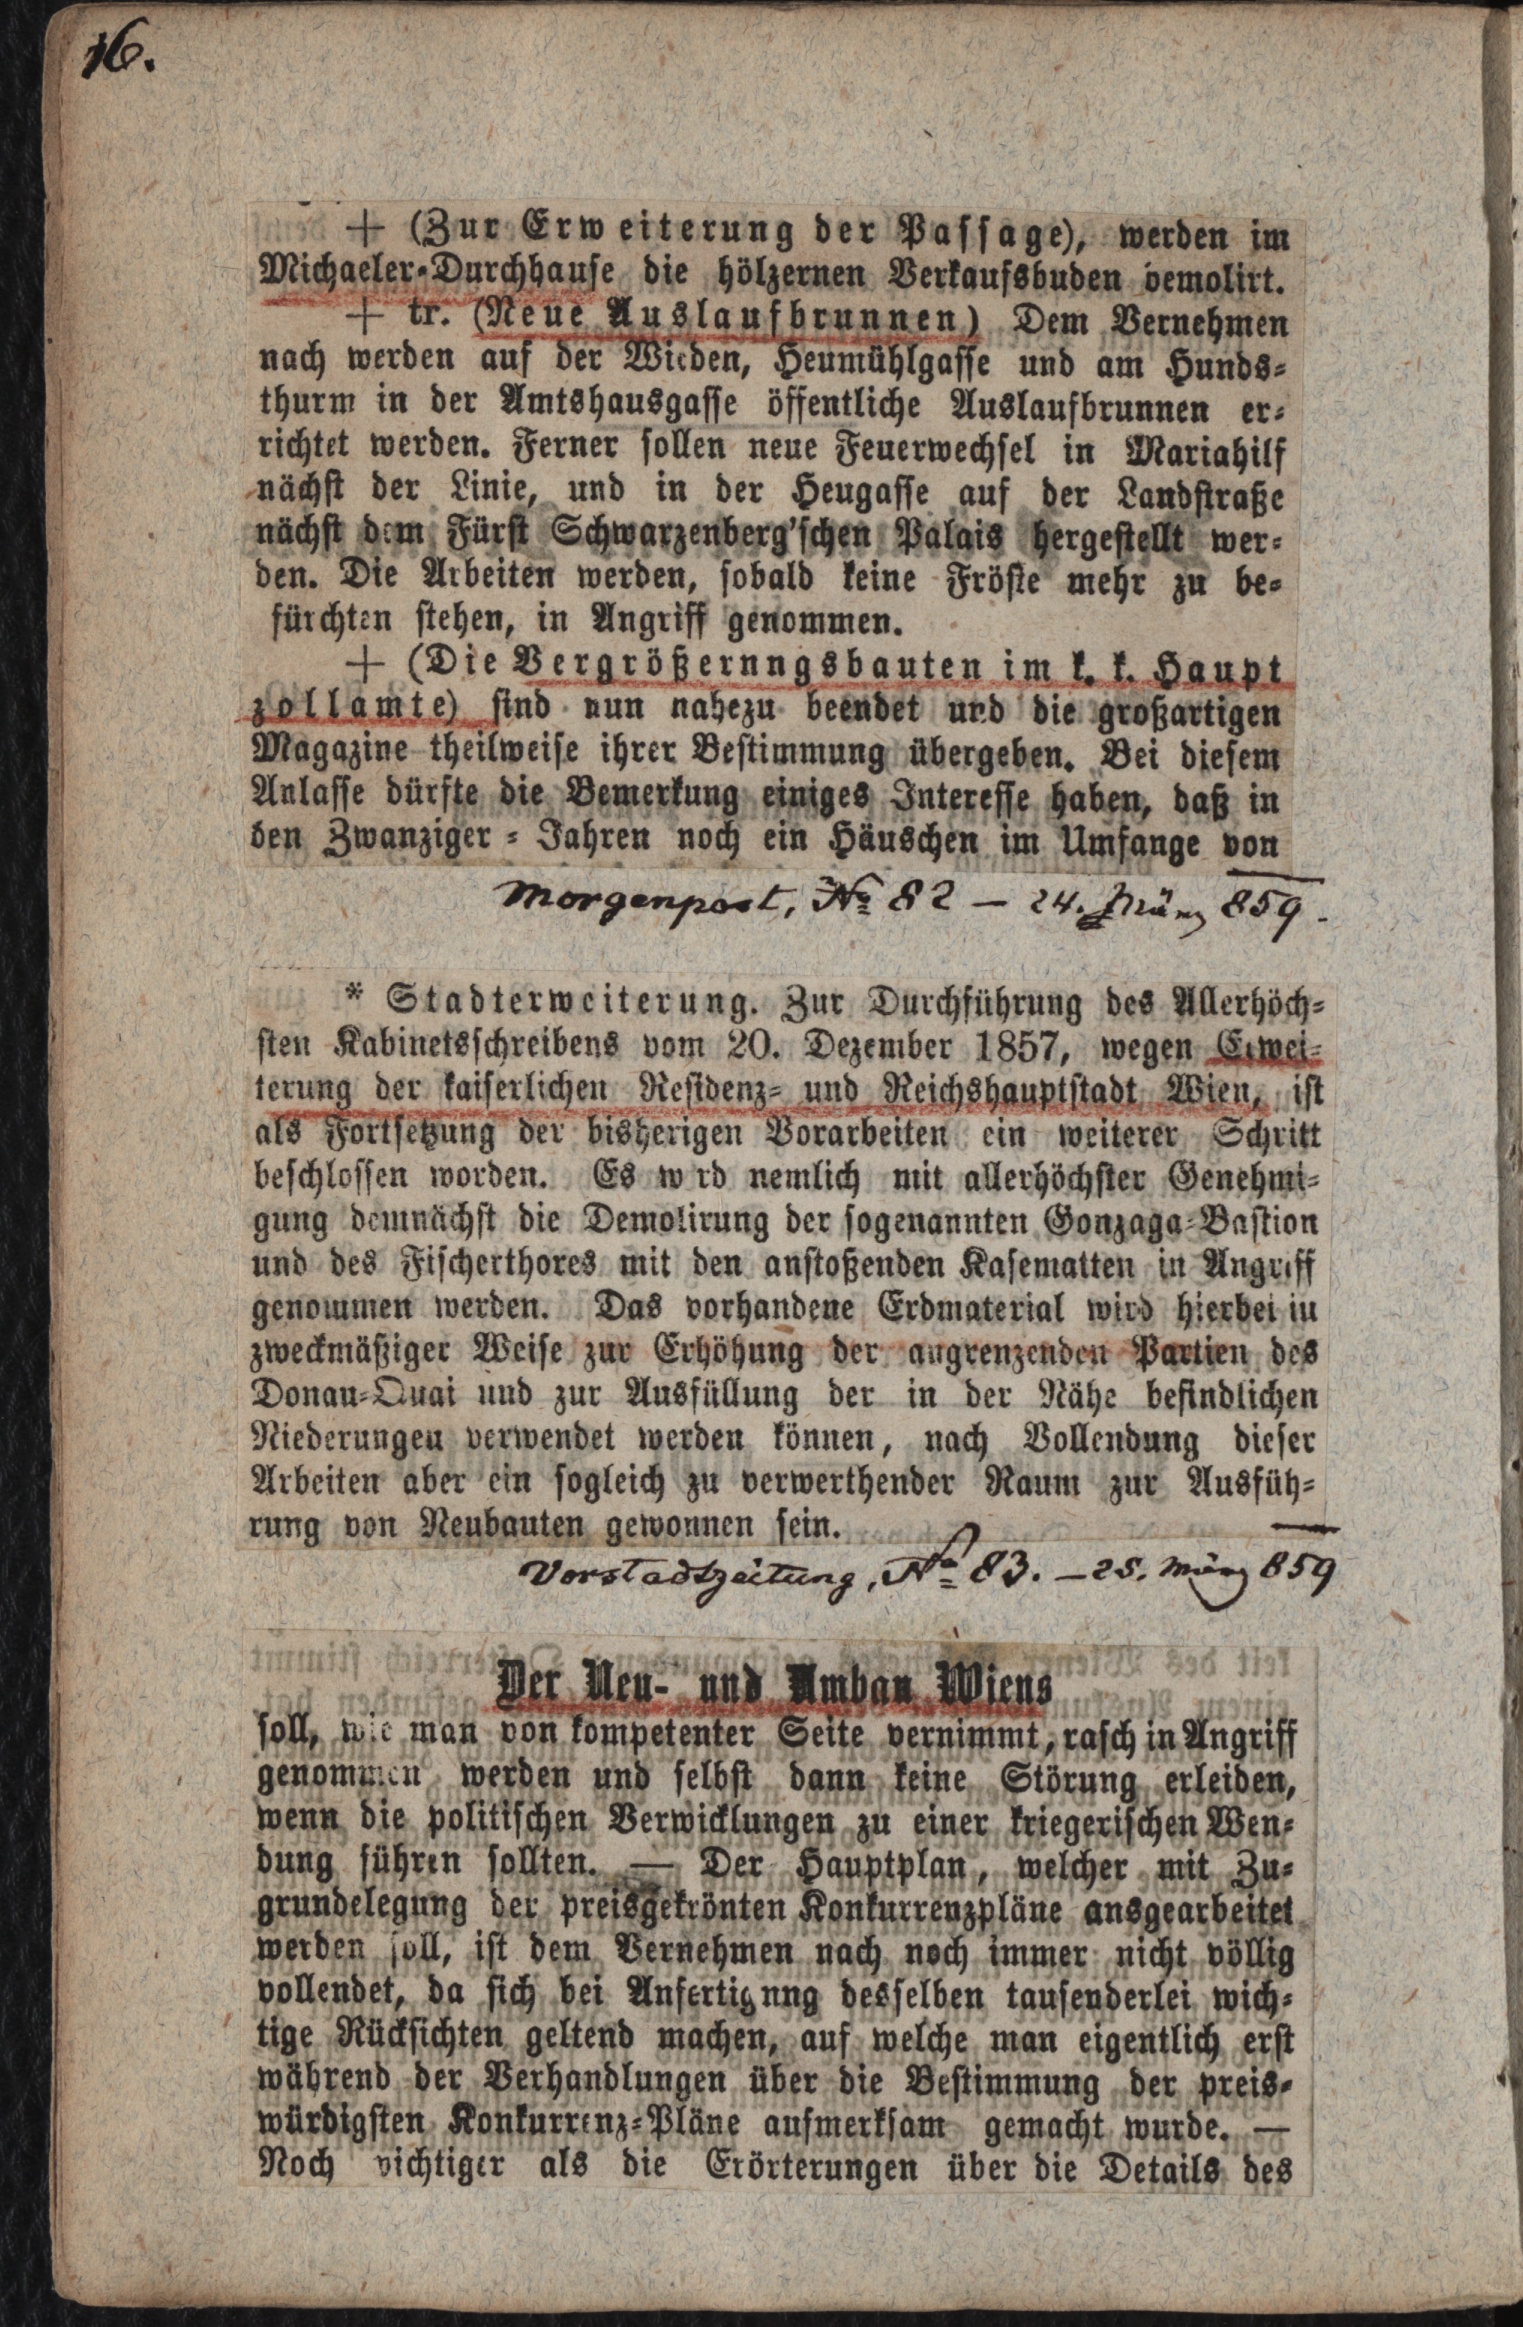 16.
+ (Zur Erweiterung der Passage), werden im
Michaeler-Durchhause die hölzernen Verkaufsbuden demolirt.
+ tr. (Neue Auslaufbrunnen) Dem Vernehmen
nach werden auf der Wieden, Heumühlgasse und am Hunds-
thurm in der Amtshausgasse öffentliche Auslaufbrunnen er-
richtet werden. Ferner sollen neue Feuerwechsel in Mariahilf
nächst der Linie, und in der Heugasse auf der Landstraße
nächst dem Fürst Schwarzenberg'schen Palais hergestellt wer-
den. Die Arbeiten werden, sobald keine Fröste mehr zu be-
fürchten stehen, in Angriff genommen.
+ (Die Vergrößernngsbauten im k. k. Haupt
zollamte) sind nun nahezu beendet und die großartigen
Magazine theilweise ihrer Bestimmung übergeben. Bei diesem
Anlasse dürfte die Bemerkung einiges Interesse haben, daß in
den Zwanziger-Jahren noch ein Häuschen im Umfange von
Morgenpost, No 82 – 24. März 859.
* Stadterweiterung. Zur Durchführung des Allerhöch-
sten Kabinetsschreibens vom 20. Dezember 1857, wegen Erwei-
terung der kaiserlichen Residenz- und Reichshauptstadt Wien, ist
als Fortsetzung der bisherigen Vorarbeiten ein weiterer Schritt
beschlossen worden. Es w rd nemlich mit allerhöchster Genehmi-
gung demnächst die Demolirung der sogenannten Gonzaga-Bastion
und des Fischerthores mit den anstoßenden Kasematten in Angriff
genommen werden. Das vorhandene Erdmaterial wird hierbei in
zweckmäßiger Weise zur Erhöhung der angrenzenden Partien des
Donau-Quai und zur Ausfüllung der in der Nähe befindlichen
Niederungen verwendet werden können, nach Vollendung dieser
Arbeiten aber ein sogleich zu verwerthender Raum zur Ausfüh-
rung von Neubauten gewonnen sein.
Vorstadtzeitung, No 83. – 25. März 859
Der Neu- und Umbau Wiens
soll, wie man von kompetenter Seite vernimmt, rasch in Angriff
genommen werden und selbst dann keine Störung erleiden,
wenn die politischen Verwicklungen zu einer kriegerischen Wen-
dung führen sollten. — Der Hauptplan, welcher mit Zu-
grundelegung der preisgekrönten Konkurrenzpläne ausgearbeitet
werden soll, ist dem Vernehmen nach noch immer nicht völlig
vollendet, da sich bei Anfertignng desselben tausenderlei wich-
tige Rücksichten geltend machen, auf welche man eigentlich erst
während der Verhandlungen über die Bestimmung der preis-
würdigsten Konkurrenz-Pläne aufmerksam gemacht wurde. —
Noch wichtiger als die Erörterungen über die Details des